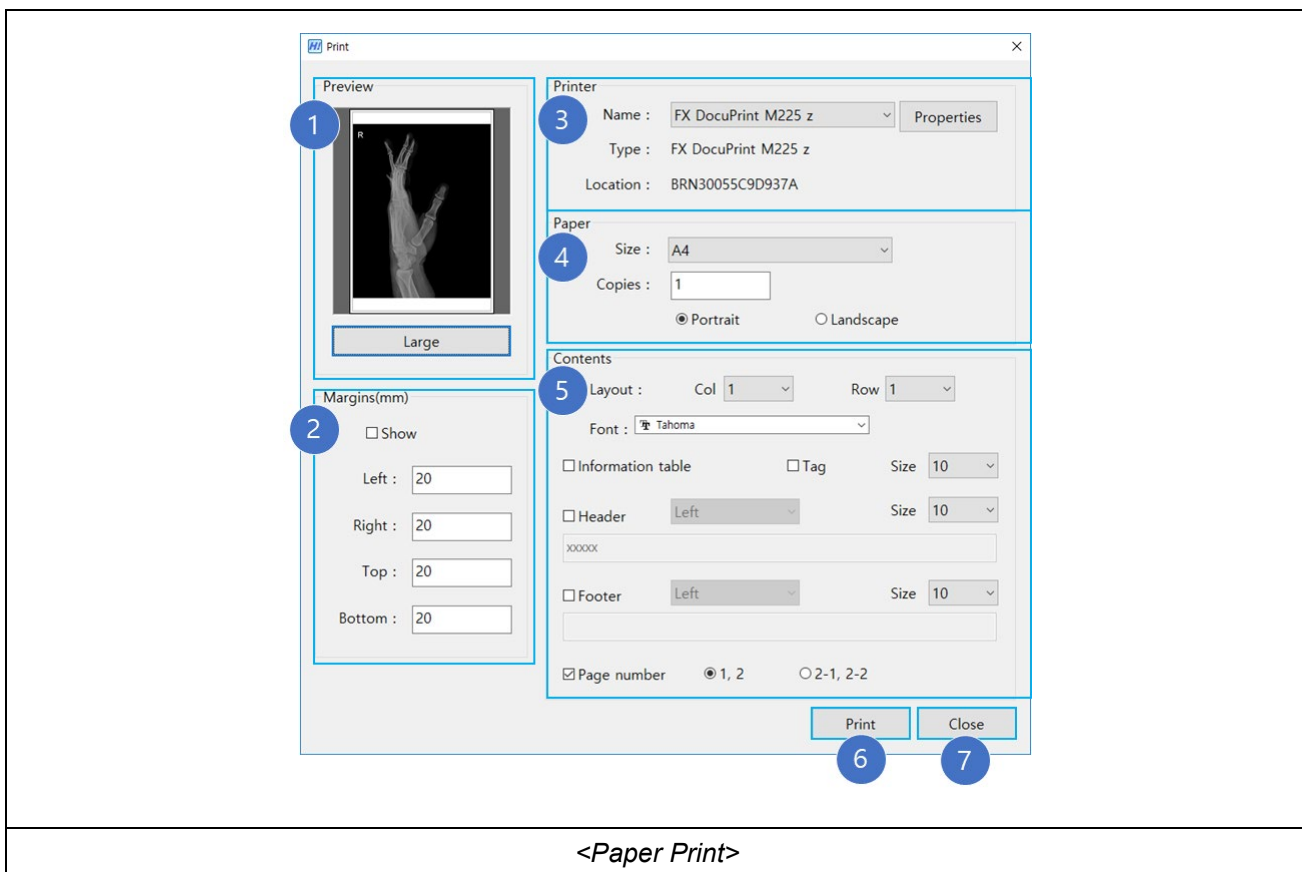 H! Print
Preview
1
R
Large
Margins(mm)
2
Show
Left : 20
Right : 20
Top : 20
Bottom : 20
Printer
3
Name : FX DocuPrint M225 z Properties
Type : FX DocuPrint M225 z
Location : BRN30055C9D937A
Paper
4
Size : A4
Copies : 1
Portrait Landscape
Contents
5
Layout : Col 1 Row 1
Font : Tahoma
Information table Tag Size 10
Header Left Size 10
xxxxx
Footer Left Size 10
Page number 1, 2 2-1, 2-2
Print Close
6 7
<Paper Print>